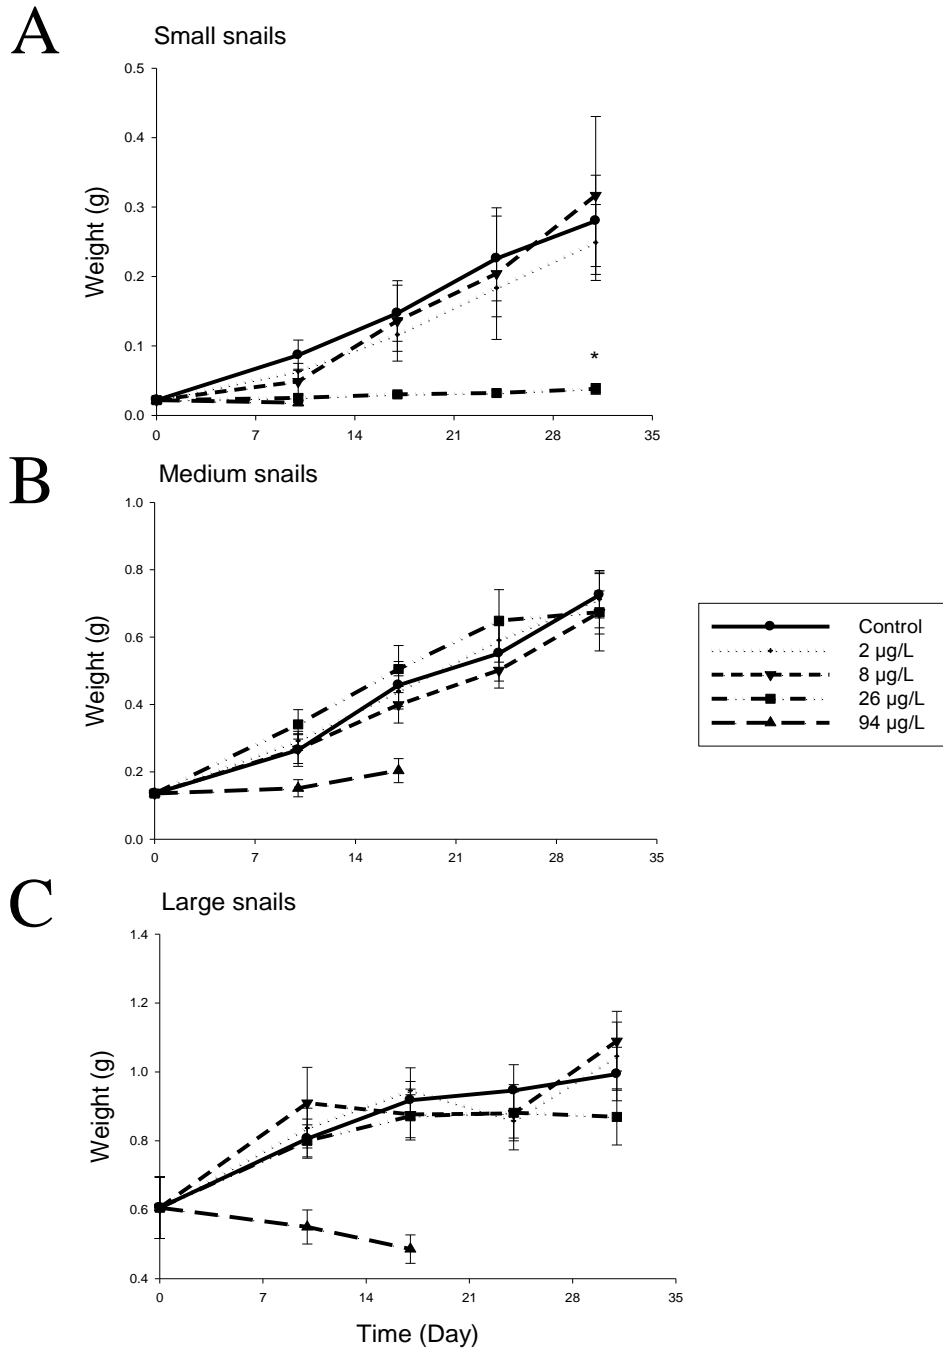 A
Small snails
0.5
0.4
0.3
0.2
0.1
0.0
Weight (g)
*
0 7 14 21 28 35
B
Medium snails
1.0
0.8
0.6
0.4
0.2
0.0
Weight (g)
0 7 14 21 28 35
Control
2 µg/L
8 µg/L
26 µg/L
94 µg/L
C
Large snails
1.4
1.2
1.0
0.8
0.6
0.4
Weight (g)
0 7 14 21 28 35
Time (Day)